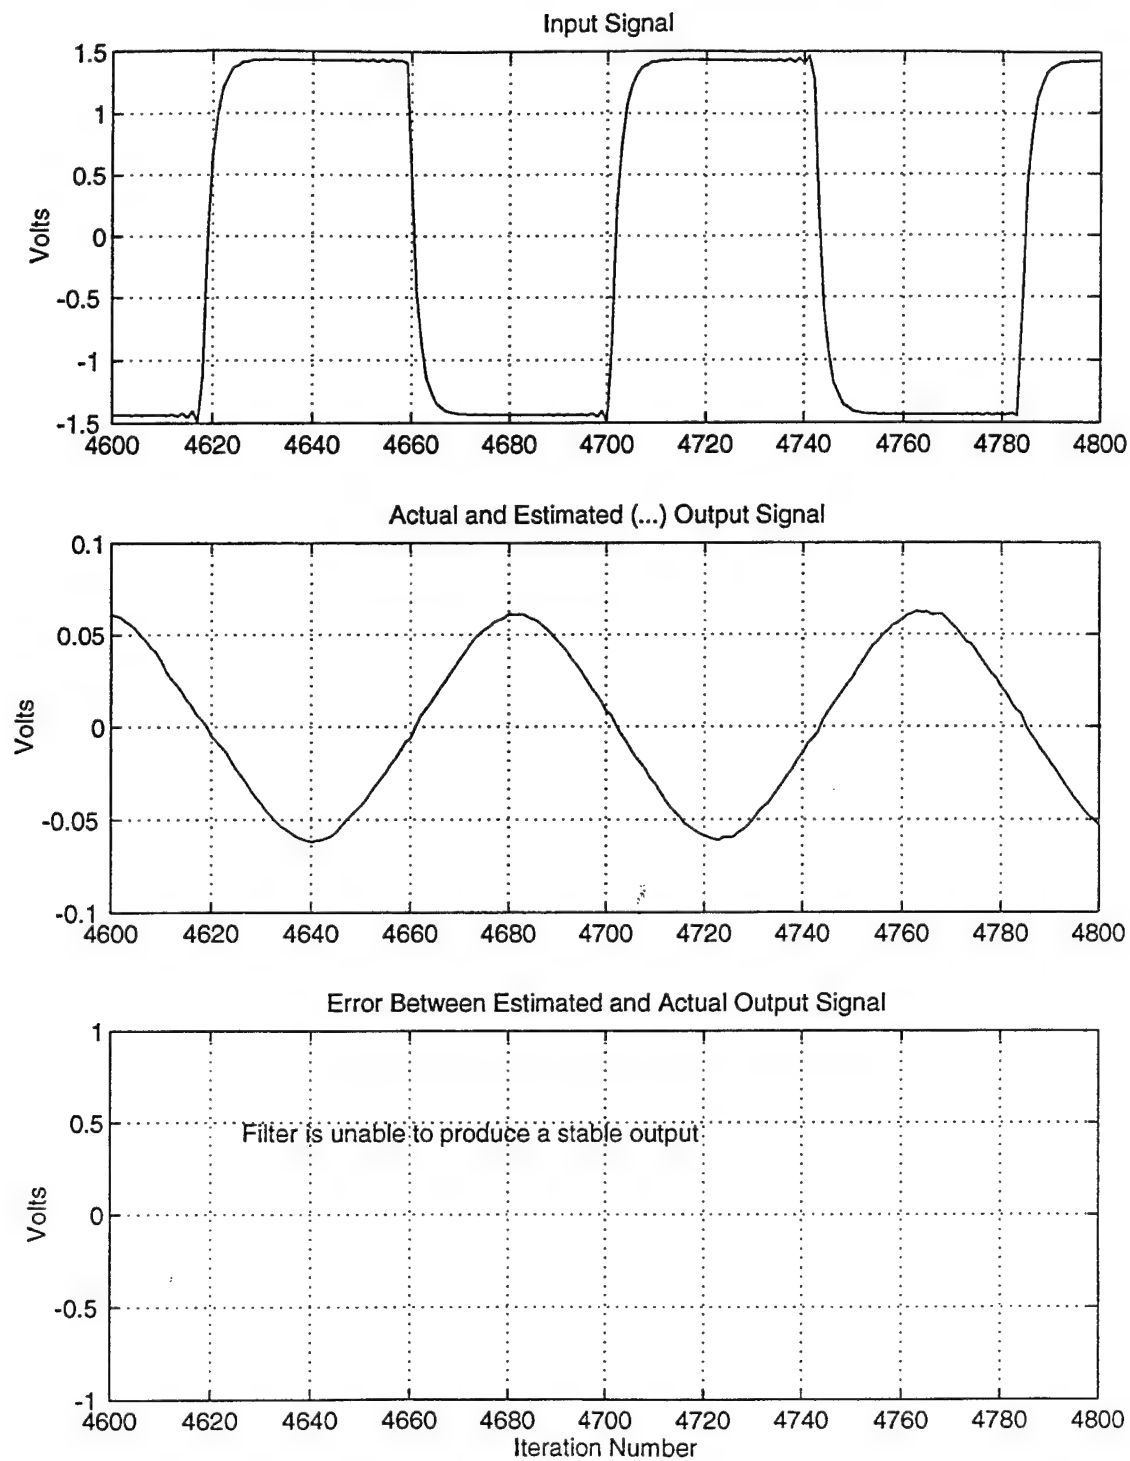 Input Signal
1.5
1
0.5
0
-0.5
-1
-1.5
Volts
4600 4620 4640 4660 4680 4700 4720 4740 4760 4780 4800
Actual and Estimated (...) Output Signal
0.1
0.05
0
-0.05
-0.1
Volts
4600 4620 4640 4660 4680 4700 4720 4740 4760 4780 4800
Error Between Estimated and Actual Output Signal
1
0.5
Filter is unable to produce a stable output
0
-0.5
-1
Volts
4600 4620 4640 4660 4680 4700 4720 4740 4760 4780 4800
Iteration Number